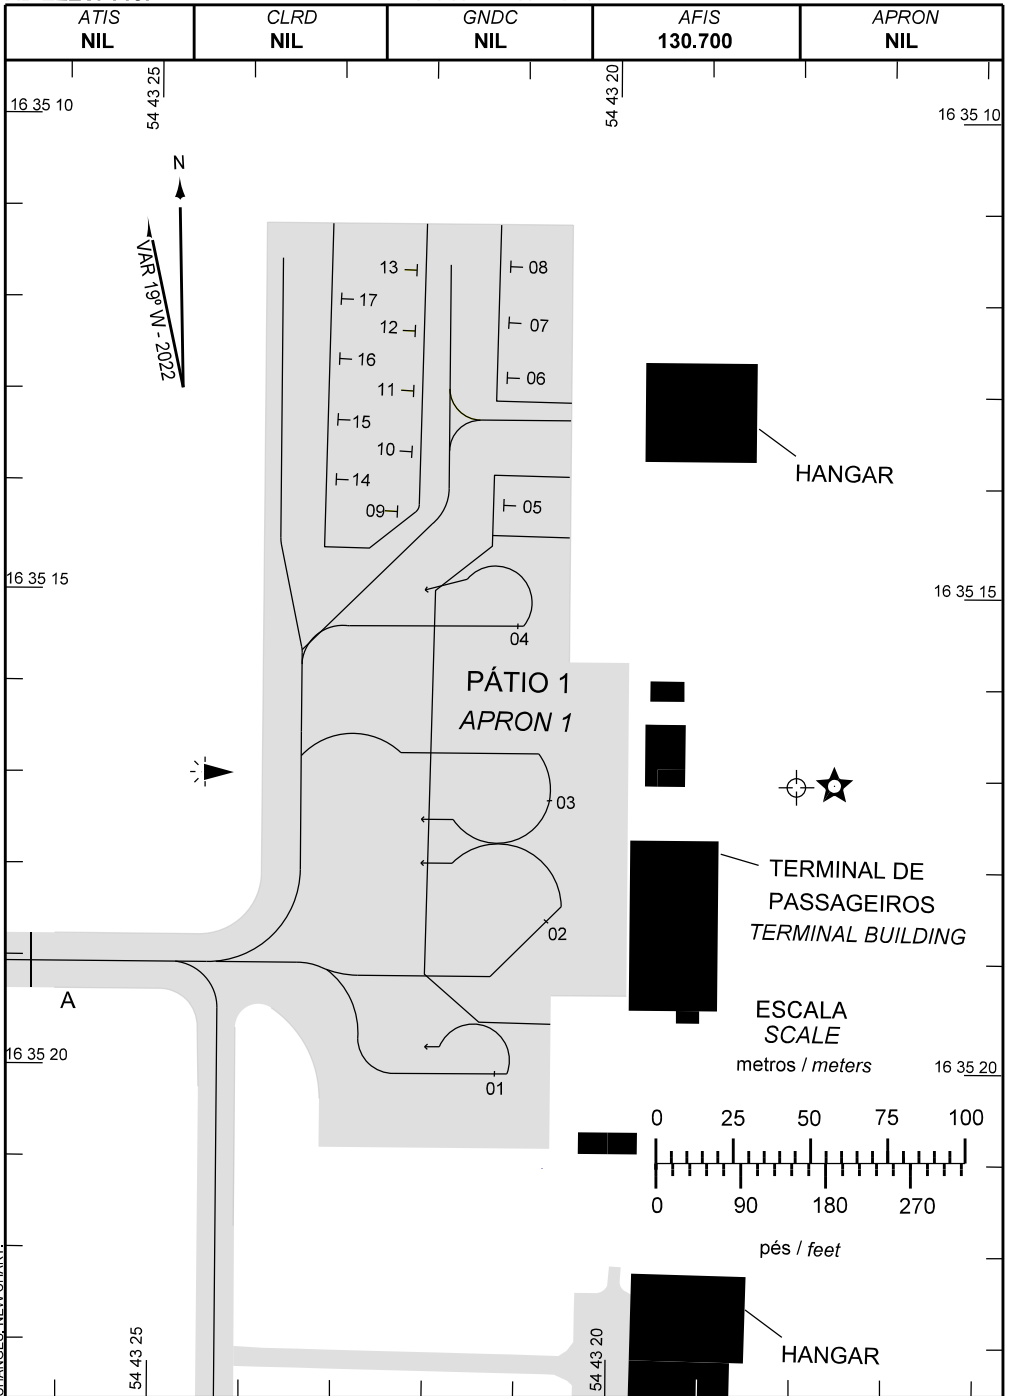 ATIS
NIL
CLRD
NIL
GNDC
NIL
AFIS
130.700
APRON
NIL
54 43 25
54 43 20
16 35 10
16 35 10
N
VAR 19º W - 2022
13
08
17
12
07
16
06
11
15
10
14
09
05
HANGAR
16 35 15
16 35 15
04
PÁTIO 1
APRON 1
03
02
TERMINAL DE
PASSAGEIROS
TERMINAL BUILDING
A
ESCALA
SCALE
metros / meters
16 35 20
16 35 20
01
0 25 50 75 100
0 90 180 270
pés / feet
HANGAR
54 43 25
54 43 20